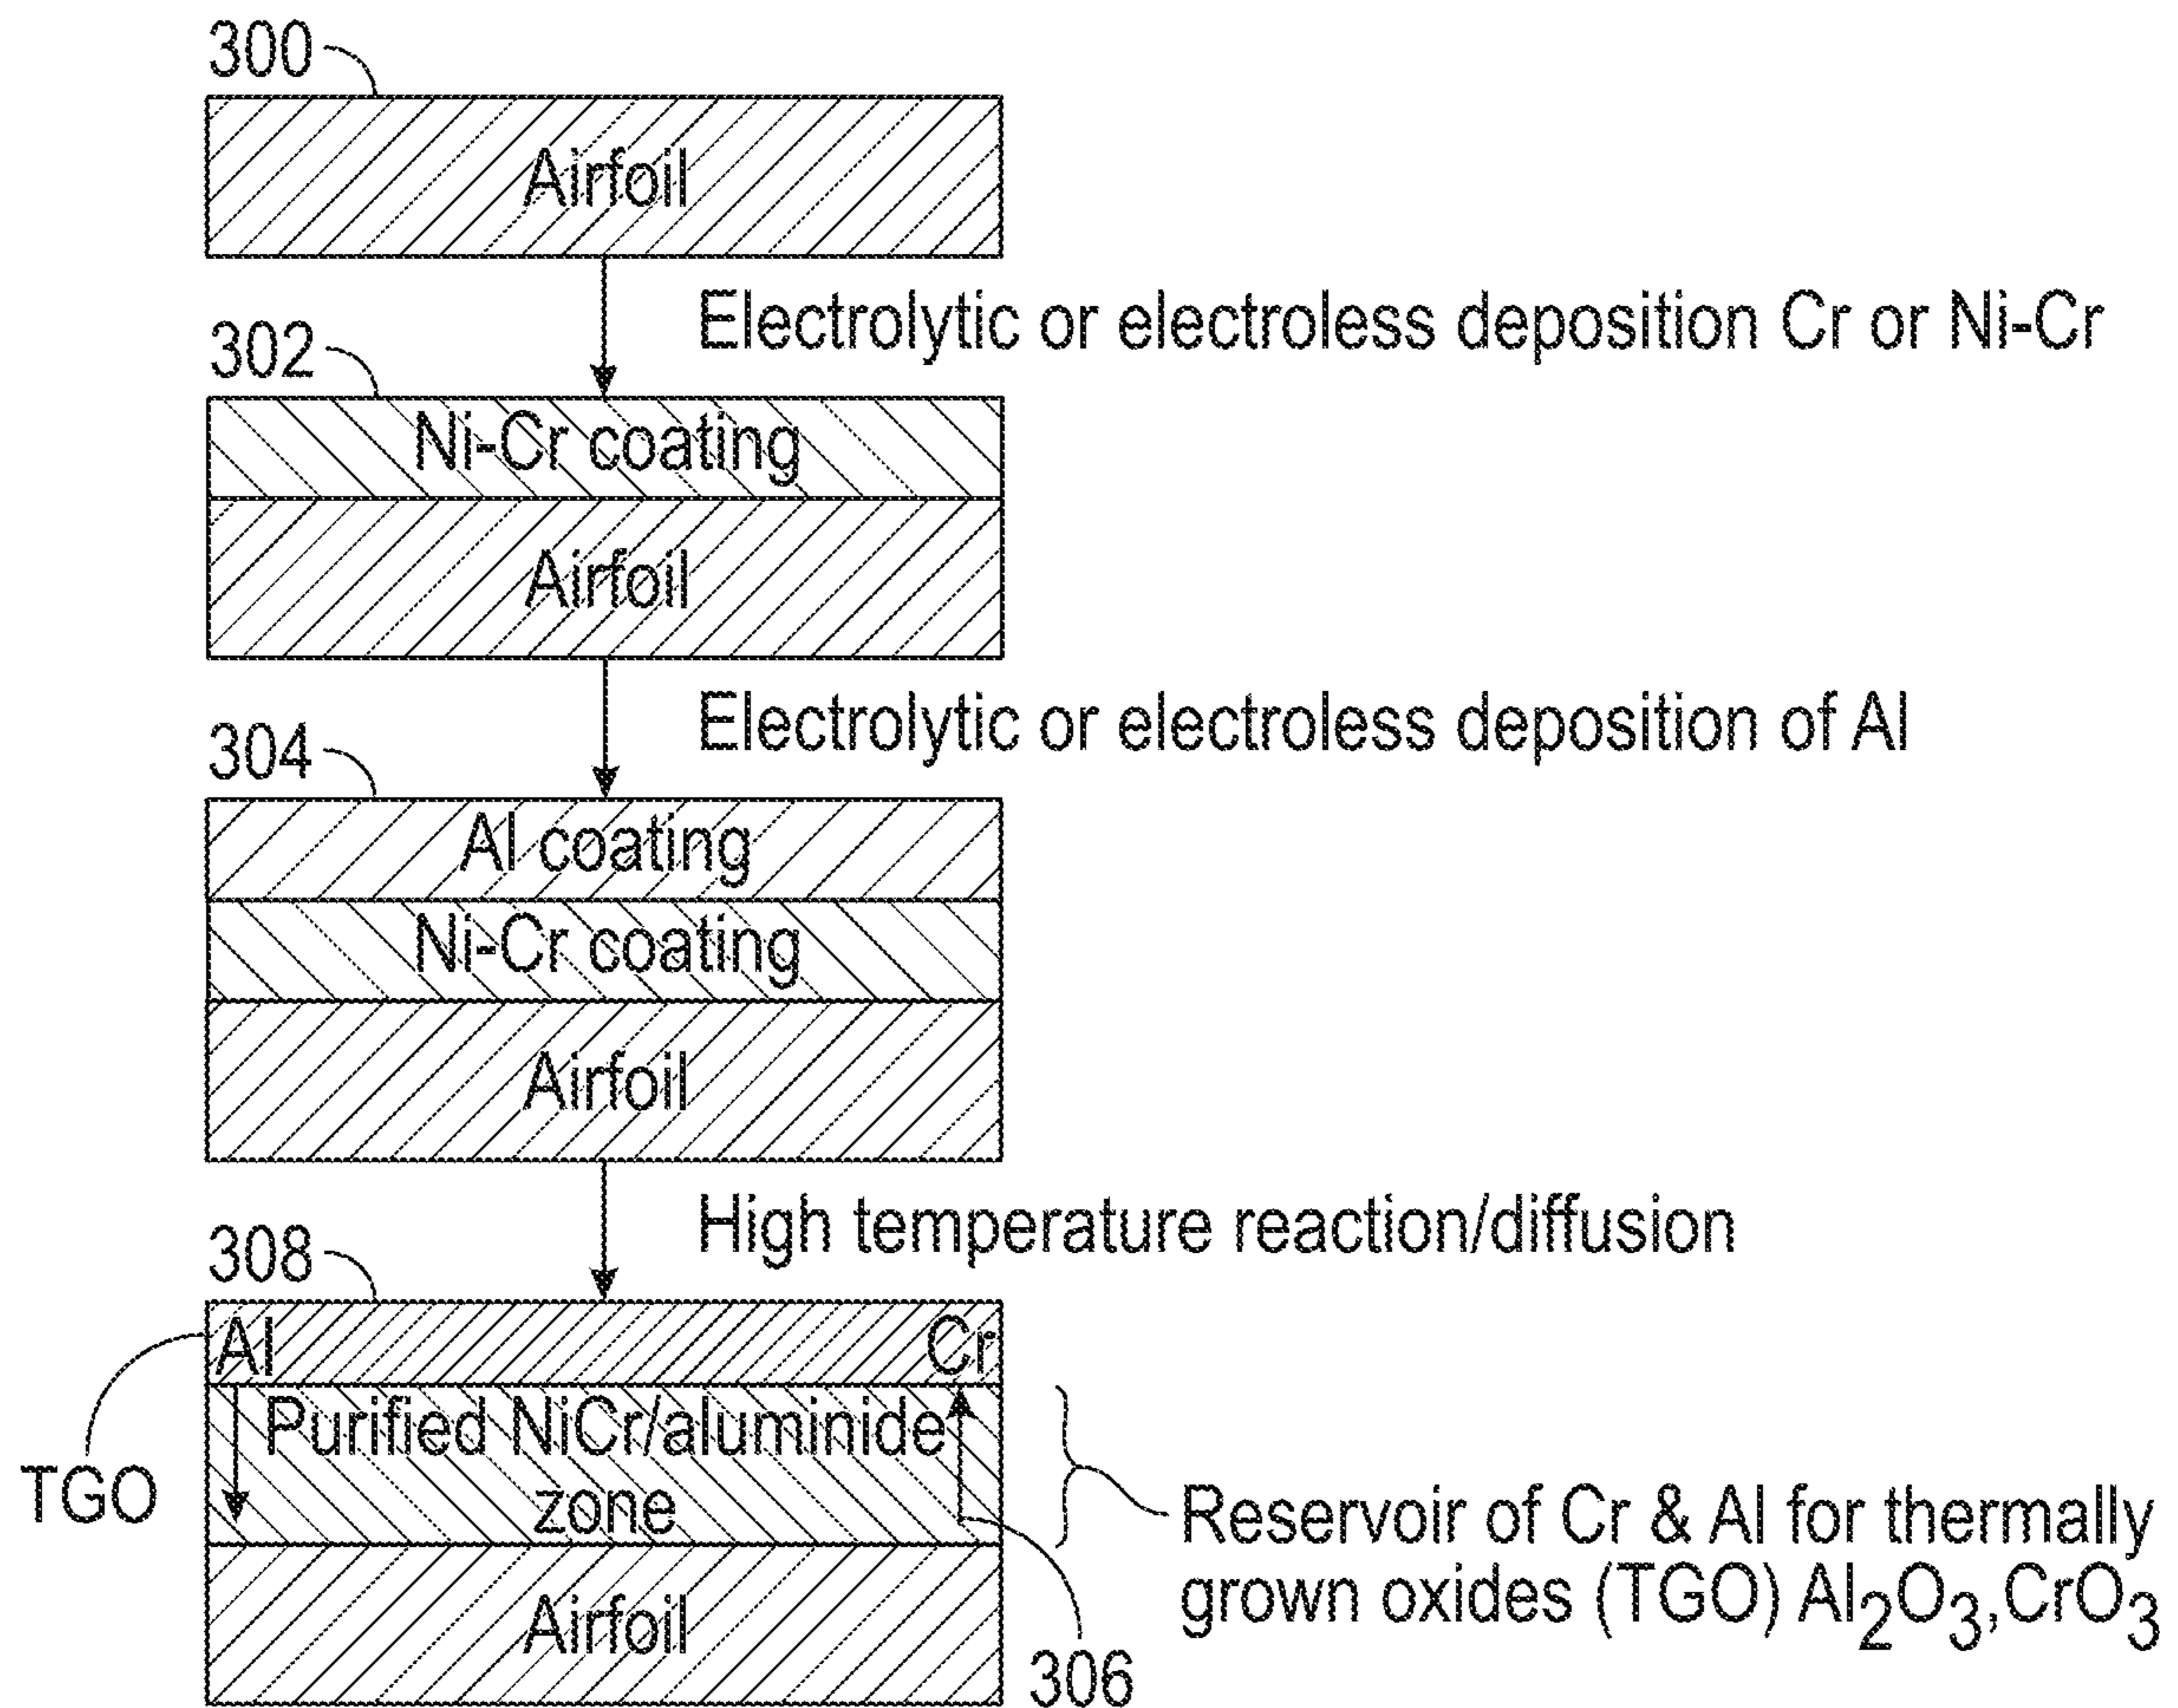 300
Airfoil
Electrolytic or electroless deposition Cr or Ni-Cr
302
Ni-Cr coating
Airfoil
Electrolytic or electroless deposition of Al
304
Al coating
Ni-Cr coating
Airfoil
High temperature reaction/diffusion
308
Al
Cr
Purified NiCr/aluminide
zone
TGO
Reservoir of Cr & Al for thermally
grown oxides (TGO) Al₂O₃,CrO₃
Airfoil
306